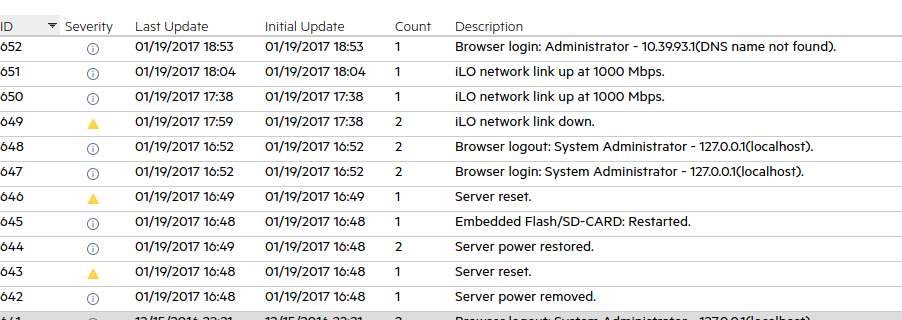 ID Severity Last Update Initial Update Count Description
652 01/19/2017 18:53 01/19/2017 18:53 1 Browser login: Administrator - 10.39.93.1(DNS name not found).
651 01/19/2017 18:04 01/19/2017 18:04 1 iLO network link up at 1000 Mbps.
650 01/19/2017 17:38 01/19/2017 17:38 1 iLO network link up at 1000 Mbps.
649 01/19/2017 17:59 01/19/2017 17:38 2 iLO network link down.
648 01/19/2017 16:52 01/19/2017 16:52 2 Browser logout: System Administrator - 127.0.0.1(localhost).
647 01/19/2017 16:52 01/19/2017 16:52 2 Browser login: System Administrator - 127.0.0.1(localhost).
646 01/19/2017 16:49 01/19/2017 16:49 1 Server reset.
645 01/19/2017 16:48 01/19/2017 16:48 1 Embedded Flash/SD-CARD: Restarted.
644 01/19/2017 16:49 01/19/2017 16:48 2 Server power restored.
643 01/19/2017 16:48 01/19/2017 16:48 1 Server reset.
642 01/19/2017 16:48 01/19/2017 16:48 1 Server power removed.